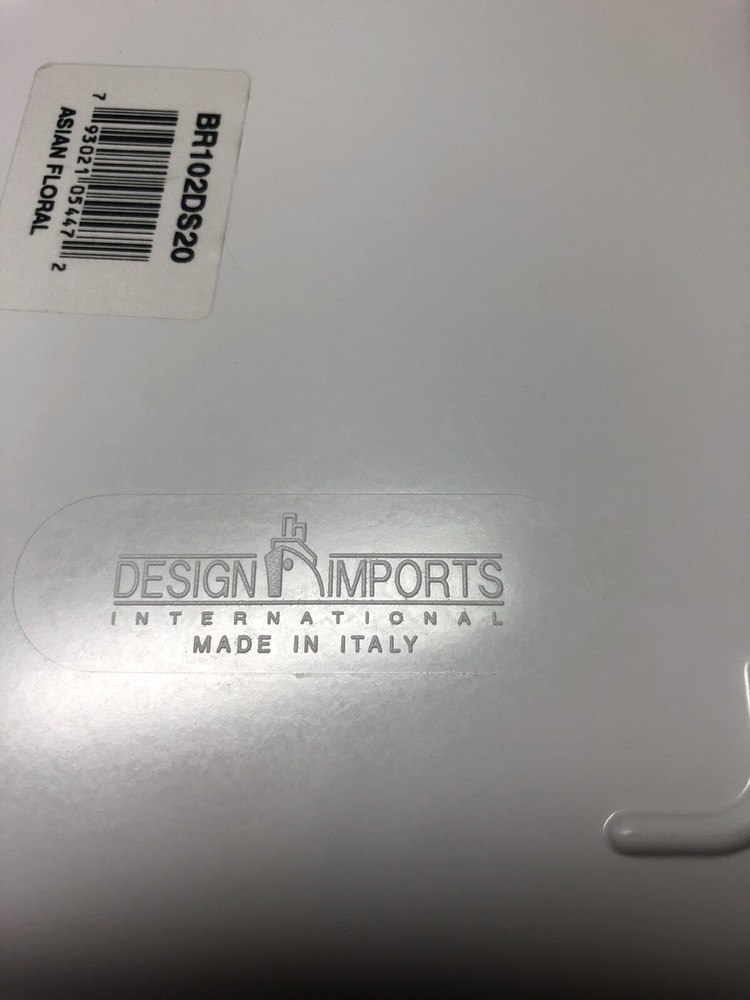 BR102DS20
7 93021 05447 2
ASIAN FLORAL
DESIGN IMPORTS
INTERNATIONAL
MADE IN ITALY